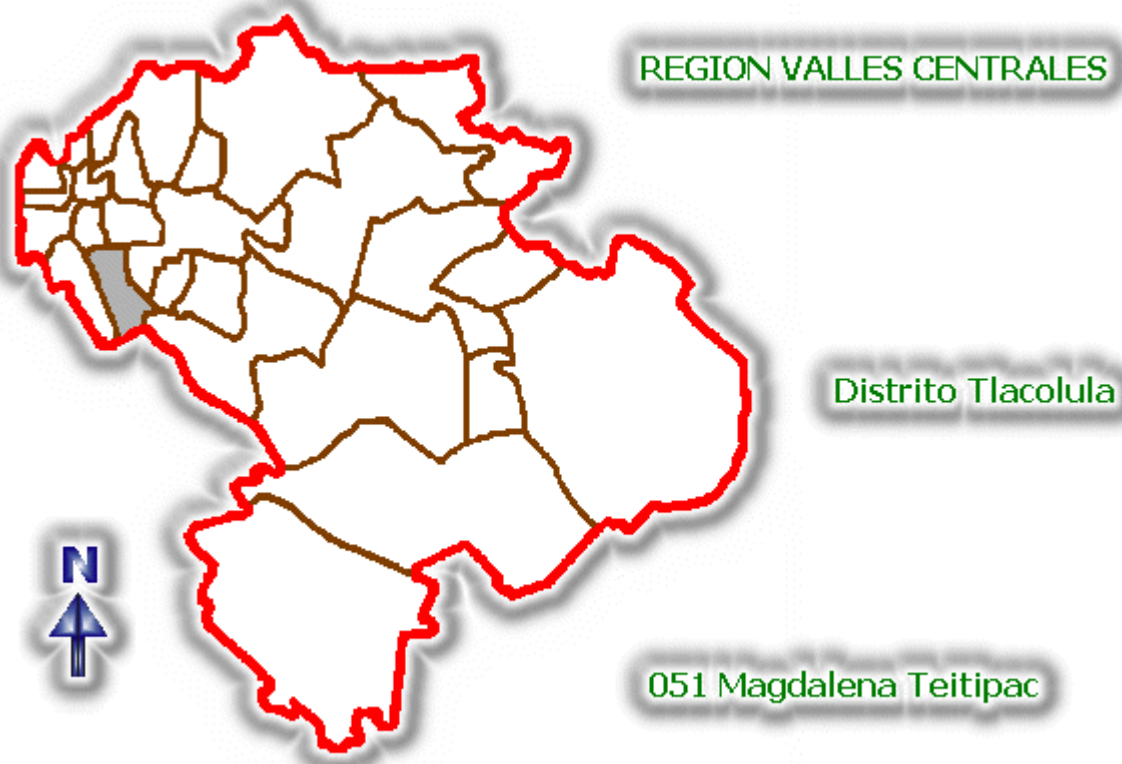 REGION VALLES CENTRALES
Distrito Tlacolula
N
051 Magdalena Teitipac